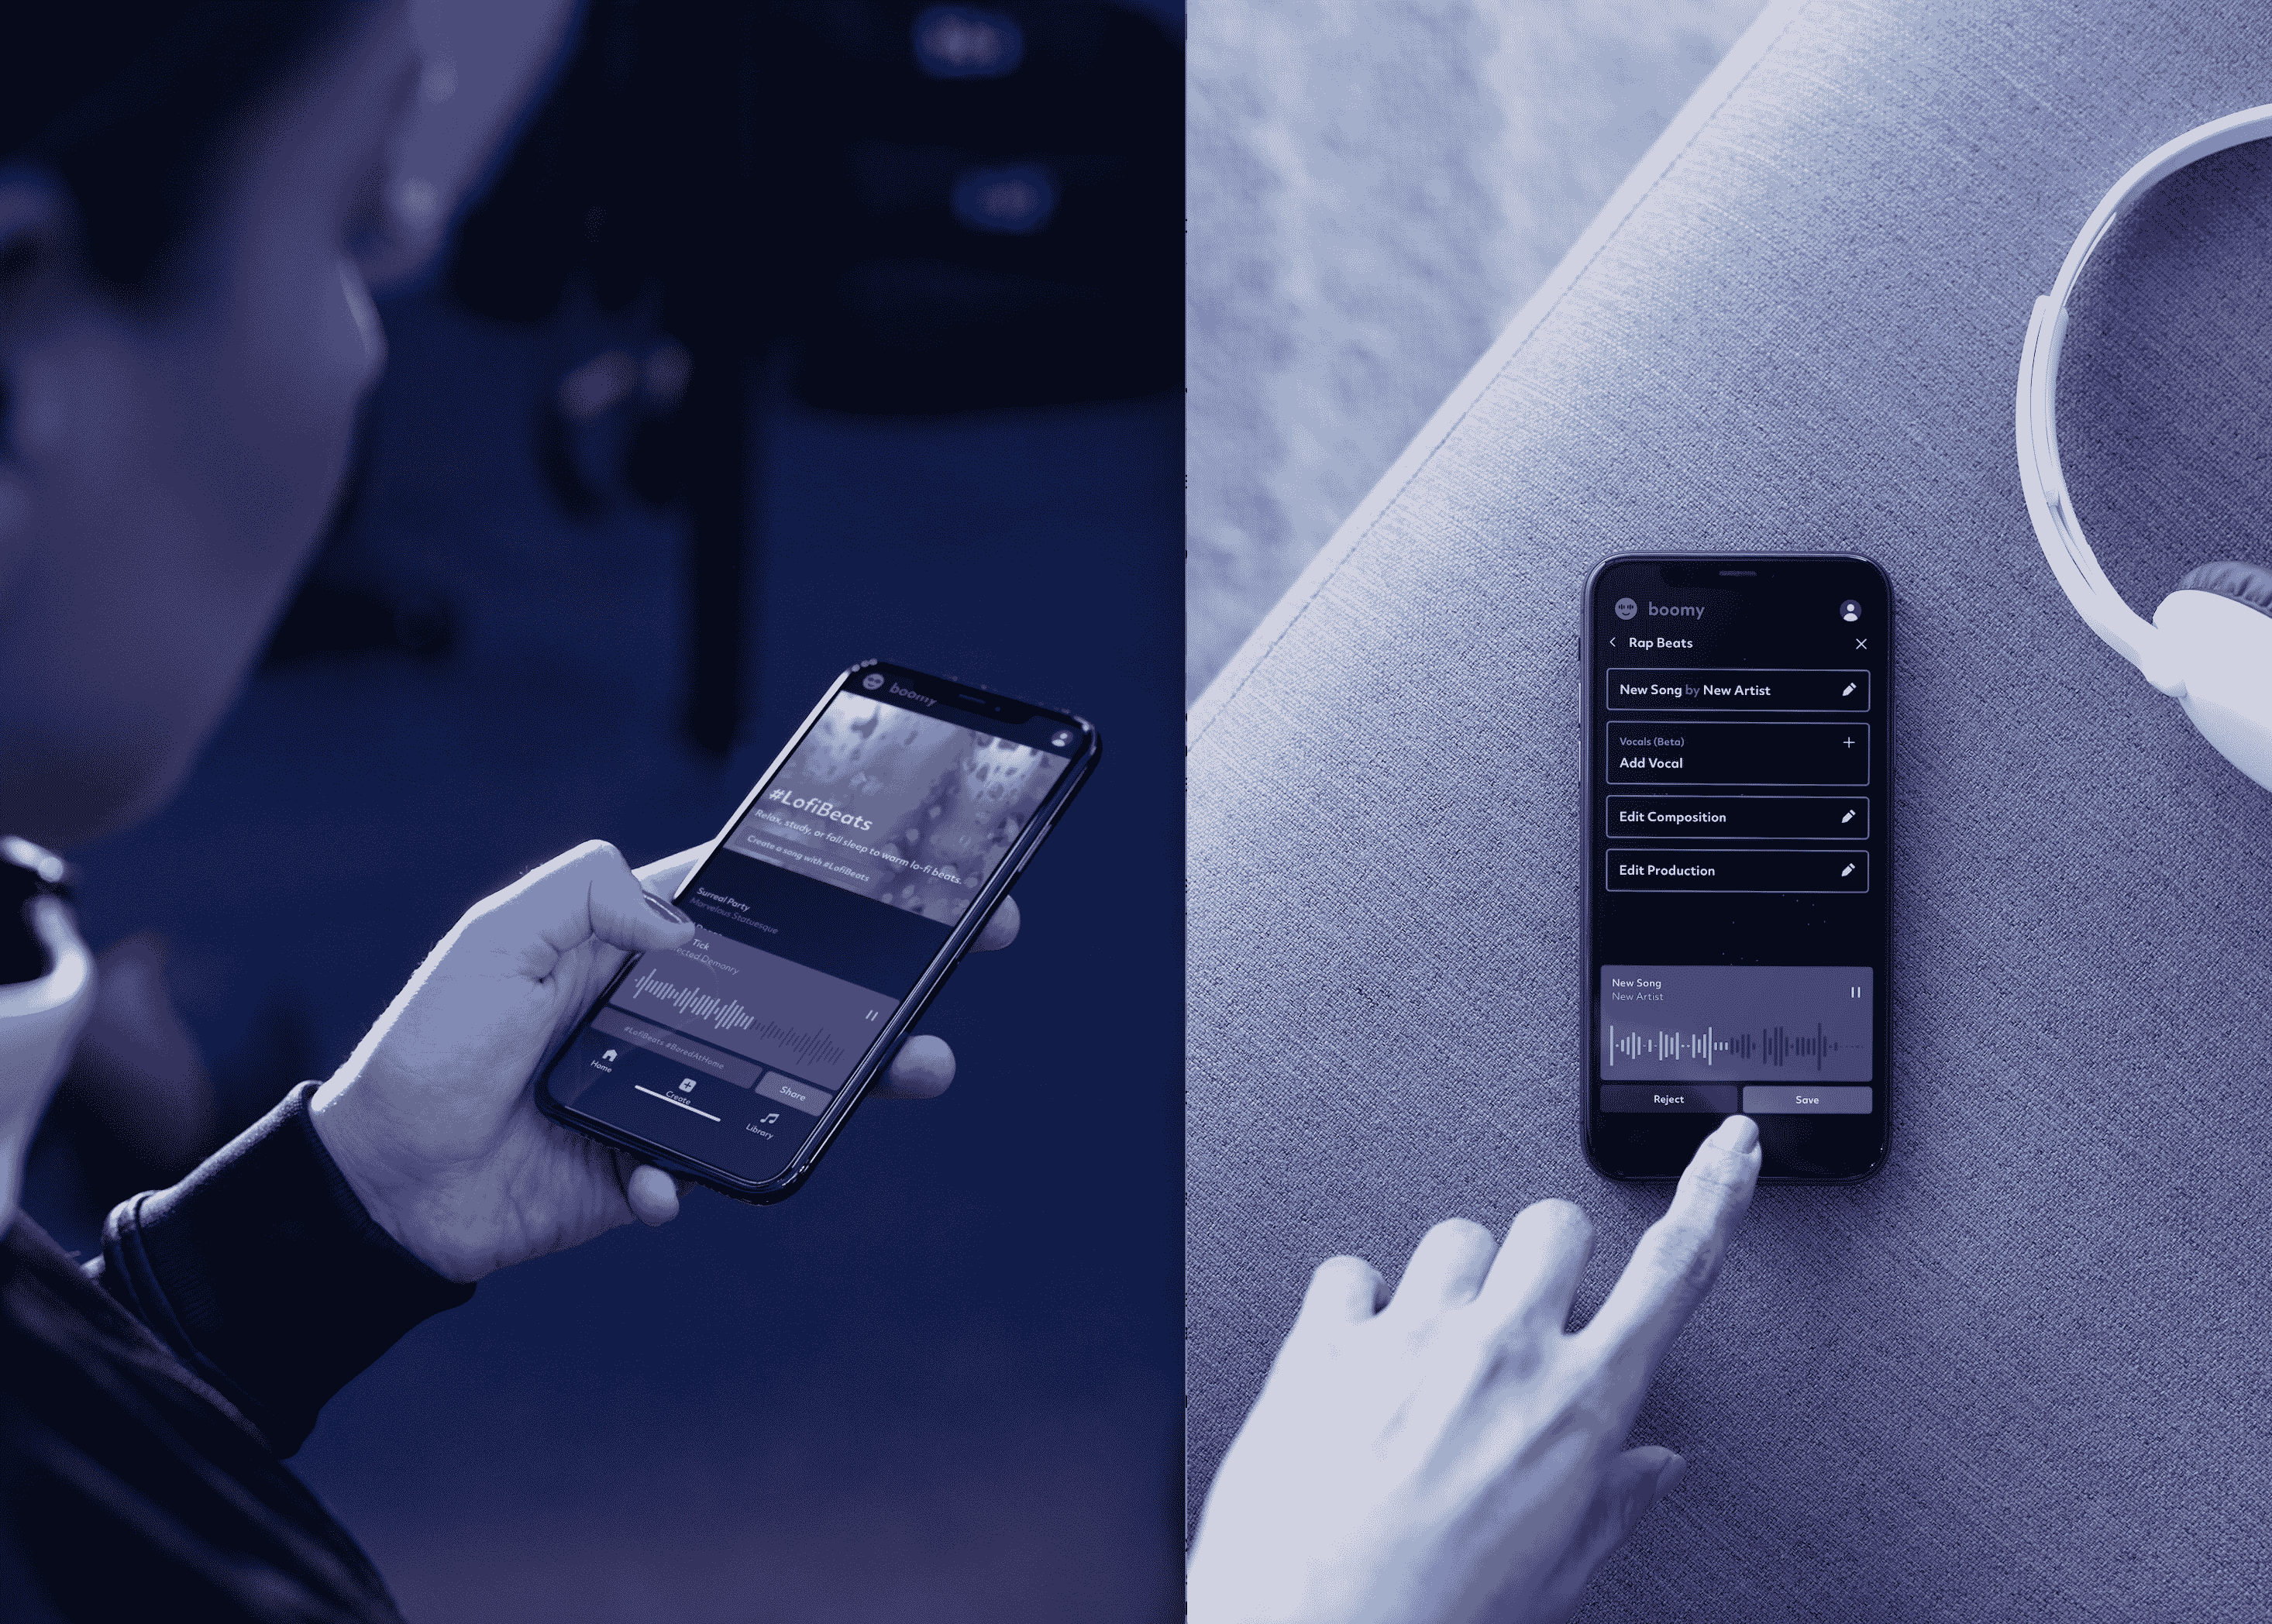 boomy
#LofiBeats
Relax, study, or fall sleep to warm lo-fi beats.
Create a song with #LofiBeats
Surreal Party
Marvelous Statuesque
Tick
Demonry
#LofiBeats #BoredAtHome
Share
Home
Create
Library
boomy
Rap Beats
New Song by New Artist
Vocals (Beta)
Add Vocal
Edit Composition
Edit Production
New Song
New Artist
Reject
Save